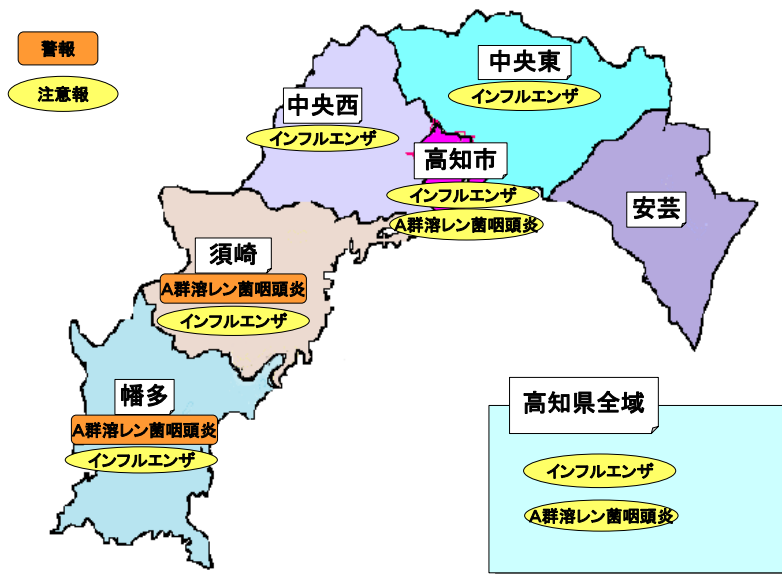 警報
注意報
中央東
インフルエンザ
中央西
インフルエンザ
高知市
インフルエンザ
A群溶レン菌咽頭炎
安芸
須崎
A群溶レン菌咽頭炎
インフルエンザ
幡多
A群溶レン菌咽頭炎
インフルエンザ
高知県全域
インフルエンザ
A群溶レン菌咽頭炎